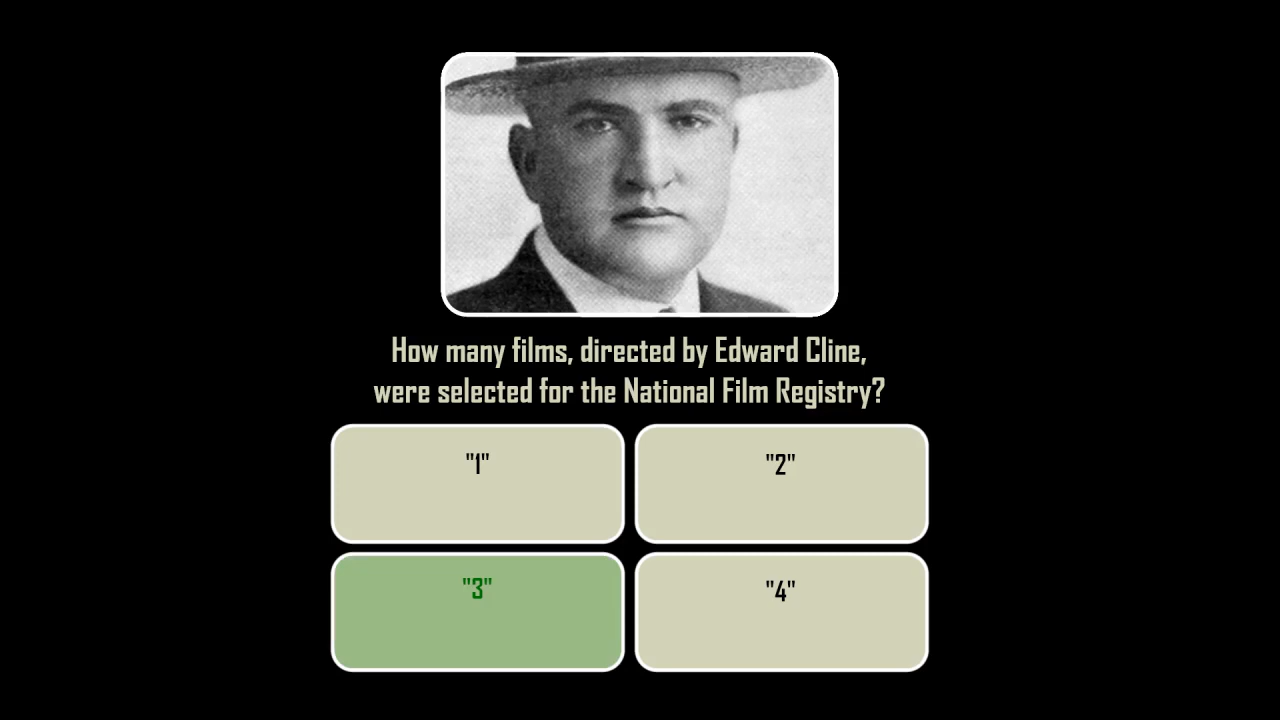 How many films, directed by Edward Cline,
were selected for the National Film Registry?
"1"
"2"
"3"
"4"